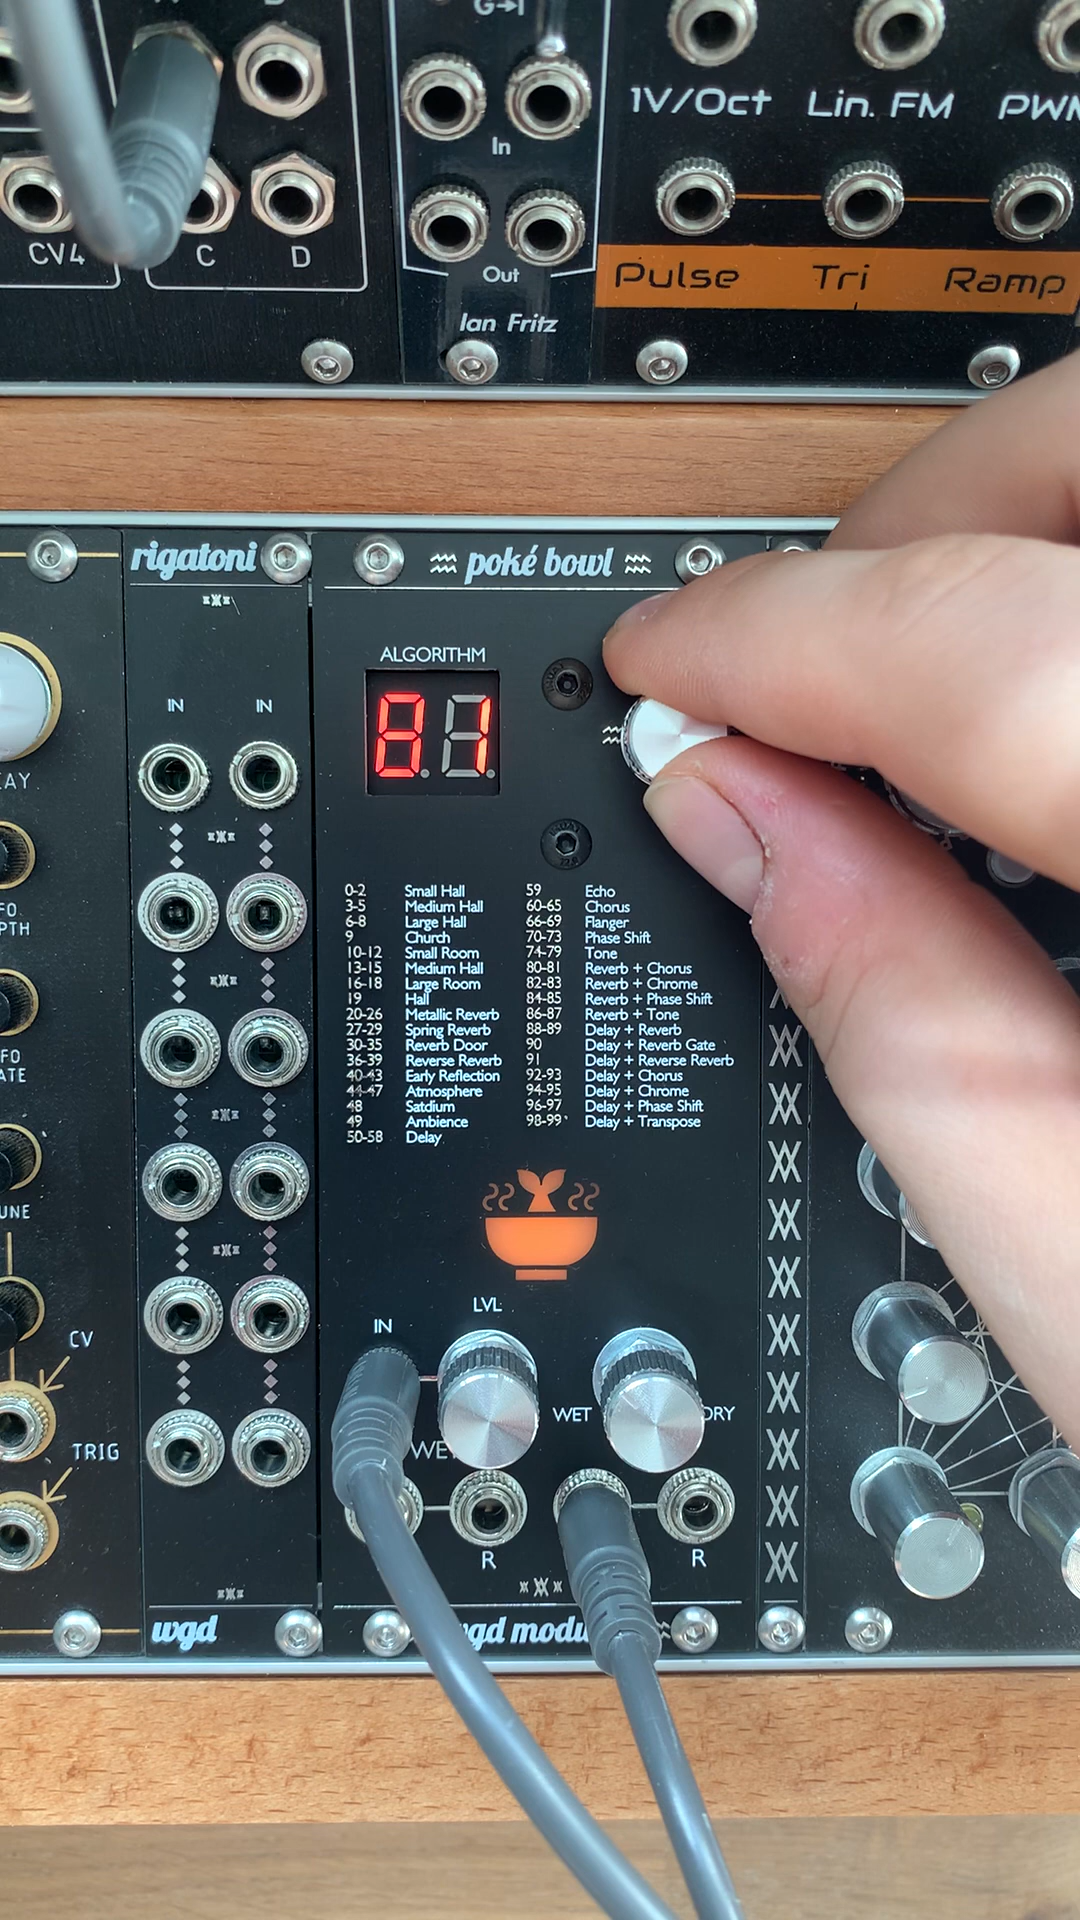 G→I
1V/Oct Lin. FM PWM
In
CV4 C D
Out
Pulse Tri Ramp
Ian Fritz
rigatoni
poké bowl
ALGORITHM
81
IN IN
0-2 Small Hall
3-5 Medium Hall
6-8 Large Hall
9 Church
10-12 Small Room
13-15 Medium Hall
16-18 Large Room
19 Hall
20-26 Metallic Reverb
27-29 Spring Reverb
30-35 Reverb Door
36-39 Reverse Reverb
40-43 Early Reflection
44-47 Atmosphere
48 Satdium
49 Ambience
50-58 Delay
59 Echo
60-65 Chorus
66-69 Flanger
70-73 Phase Shift
74-79 Tone
80-81 Reverb + Chorus
82-83 Reverb + Chrome
84-85 Reverb + Phase Shift
86-87 Reverb + Tone
88-89 Delay + Reverb
90 Delay + Reverb Gate
91 Delay + Reverse Reverb
92-93 Delay + Chorus
94-95 Delay + Chrome
96-97 Delay + Phase Shift
98-99 Delay + Transpose
LVL
IN
CV
WET DRY
TRIG
R R
wgd